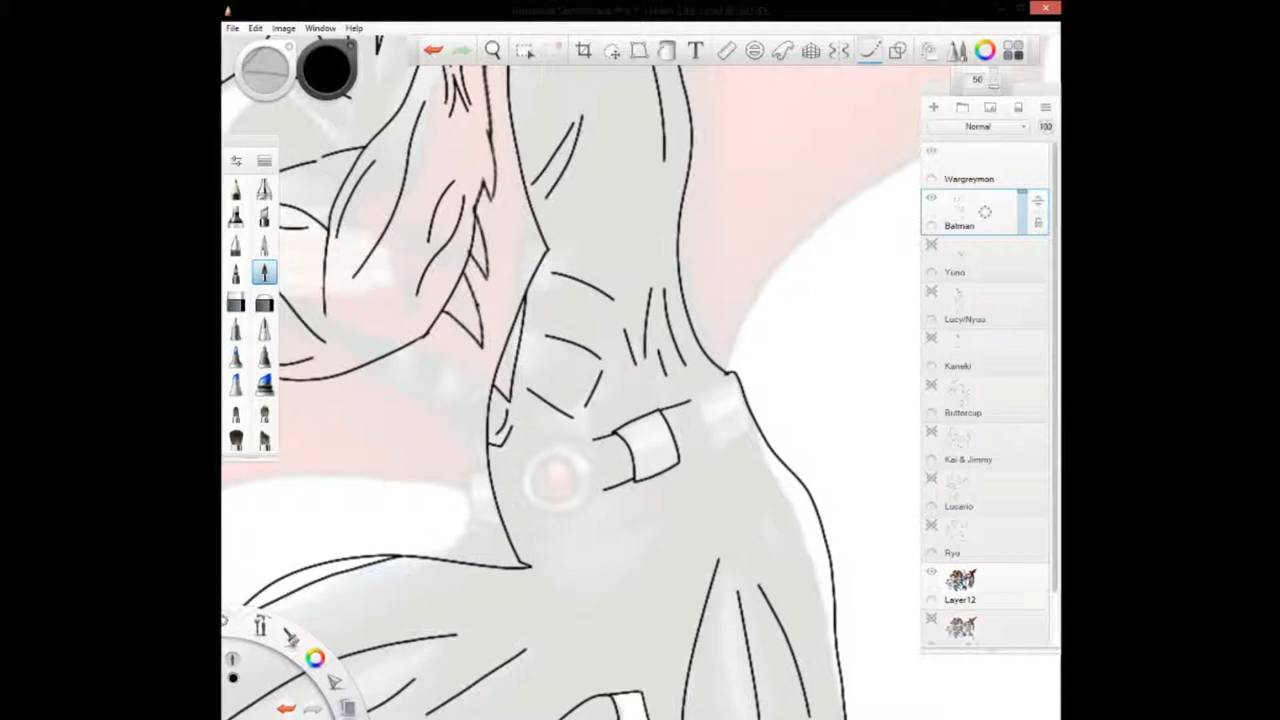 File Edit Image Window Help
T
50
Normal 100
Wargreymon
Batman
Yuno
Lucy/Nyuu
Kaneki
Buttercup
Kai & Jimmy
Lucario
Ryu
Layer12